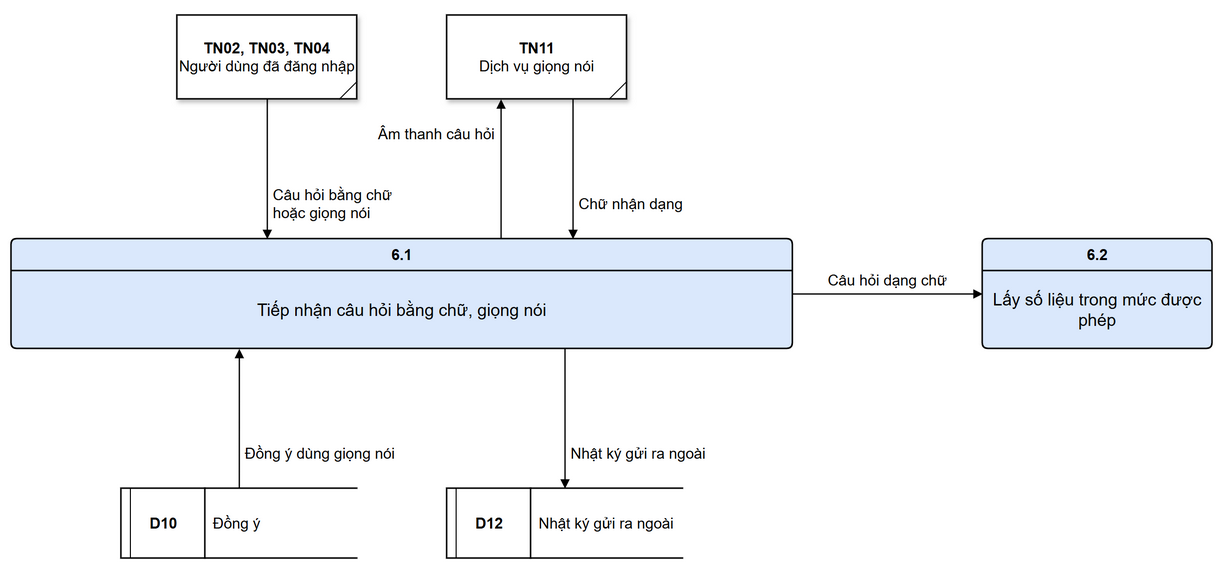 TN02, TN03, TN04
Người dùng đã đăng nhập
TN11
Dịch vụ giọng nói
Âm thanh câu hỏi
Câu hỏi bằng chữ
hoặc giọng nói
Chữ nhận dạng
6.1
Tiếp nhận câu hỏi bằng chữ, giọng nói
Câu hỏi dạng chữ
6.2
Lấy số liệu trong mức được
phép
Đồng ý dùng giọng nói
Nhật ký gửi ra ngoài
D10
Đồng ý
D12
Nhật ký gửi ra ngoài